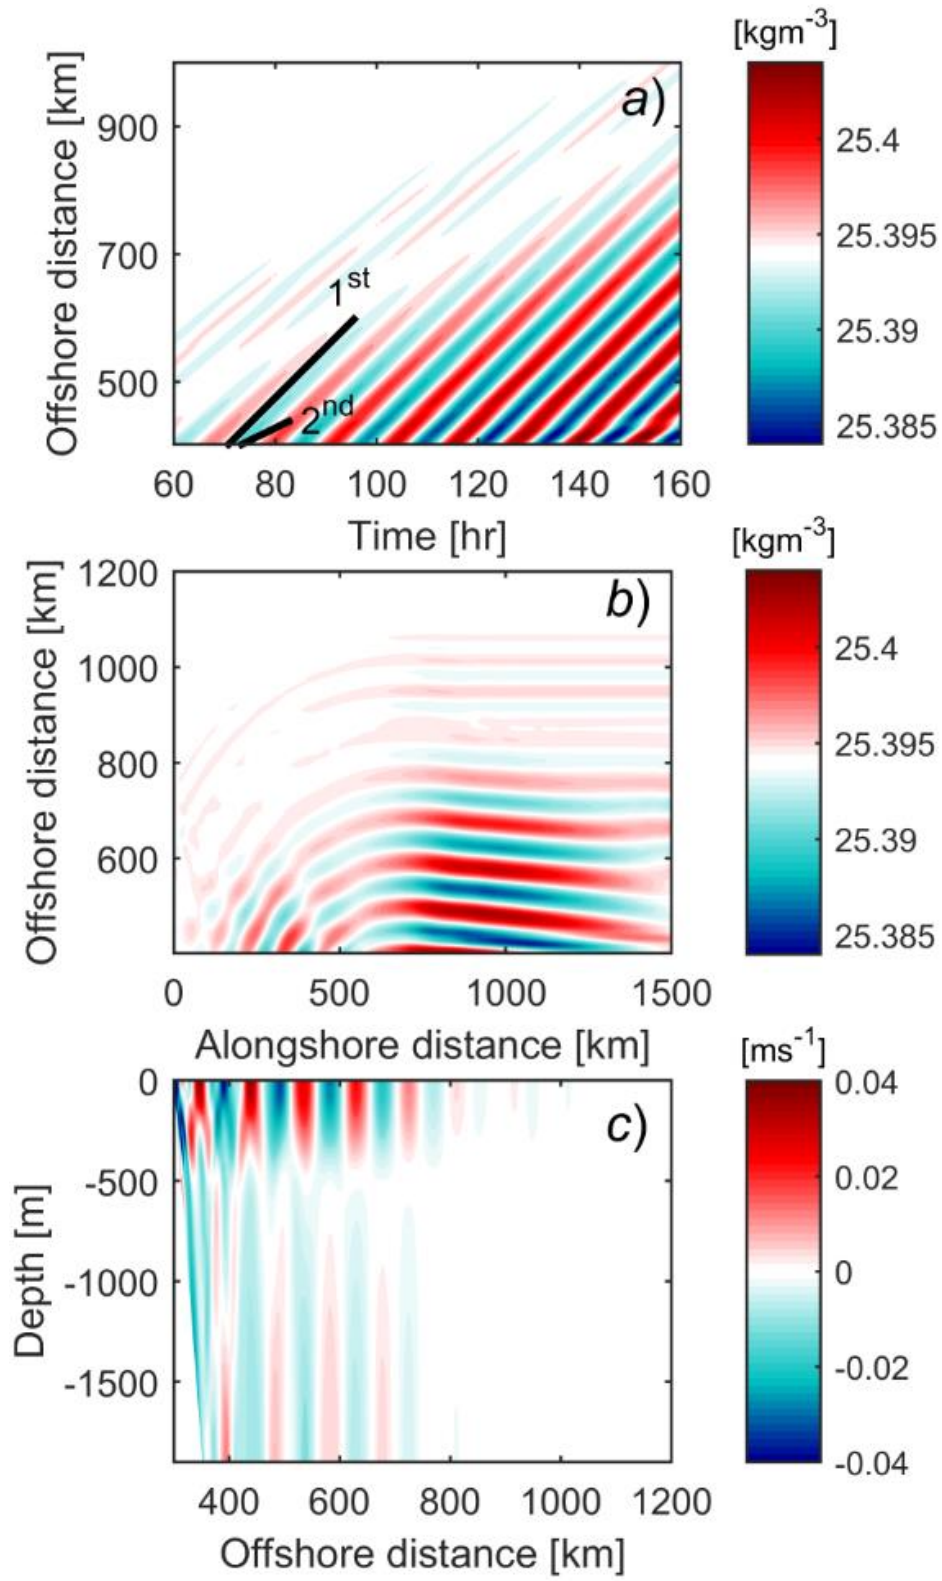 [kgm-3]
a)
900
700
500
Offshore distance [km]
1st
2nd
60 80 100 120 140 160
Time [hr]
25.4
25.395
25.39
25.385
[kgm-3]
b)
1200
1000
800
600
Offshore distance [km]
0 500 1000 1500
Alongshore distance [km]
25.4
25.395
25.39
25.385
[ms-1]
c)
0
-500
-1000
-1500
Depth [m]
400 600 800 1000 1200
Offshore distance [km]
0.04
0.02
0
-0.02
-0.04